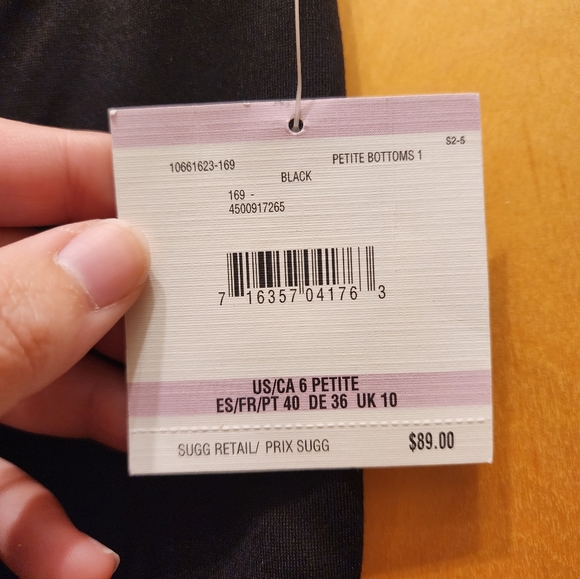 S2-5
10661623-169 PETITE BOTTOMS 1
BLACK
169 -
4500917265
7 16357 04176 3
US/CA 6 PETITE
ES/FR/PT 40 DE 36 UK 10
SUGG RETAIL/ PRIX SUGG $89.00